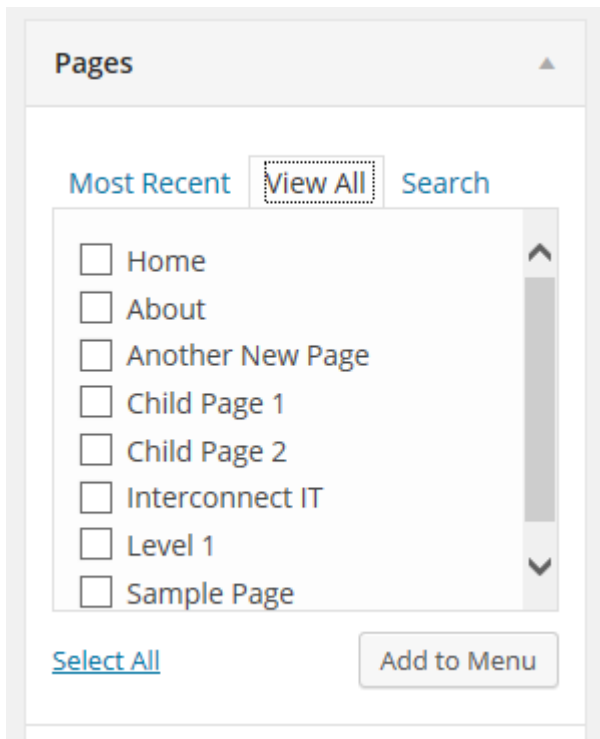 Pages
Most Recent View All Search
Home
About
Another New Page
Child Page 1
Child Page 2
Interconnect IT
Level 1
Sample Page
Select All Add to Menu